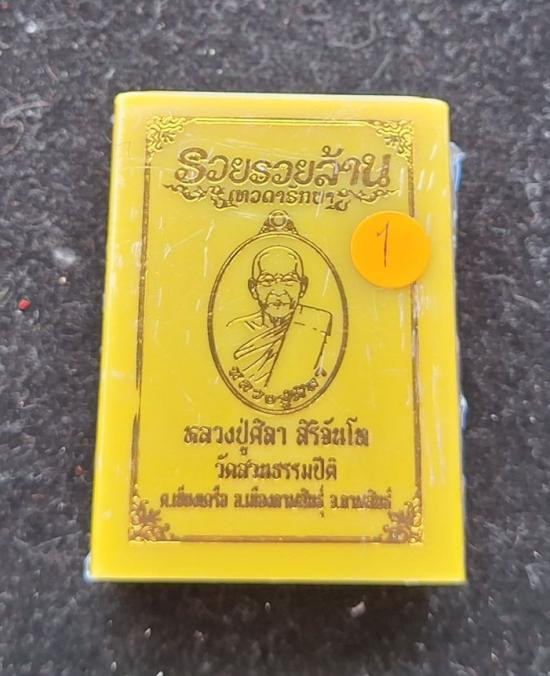 รวยรวยล้าน
เทวดารักษา
1
หลวงปู่ศิลา
หลวงปู่ศิลา สิริจันโท
วัดสวนธรรมปีติ
ต.เชียงเครือ อ.เมืองกาฬสินธุ์ จ.กาฬสินธุ์